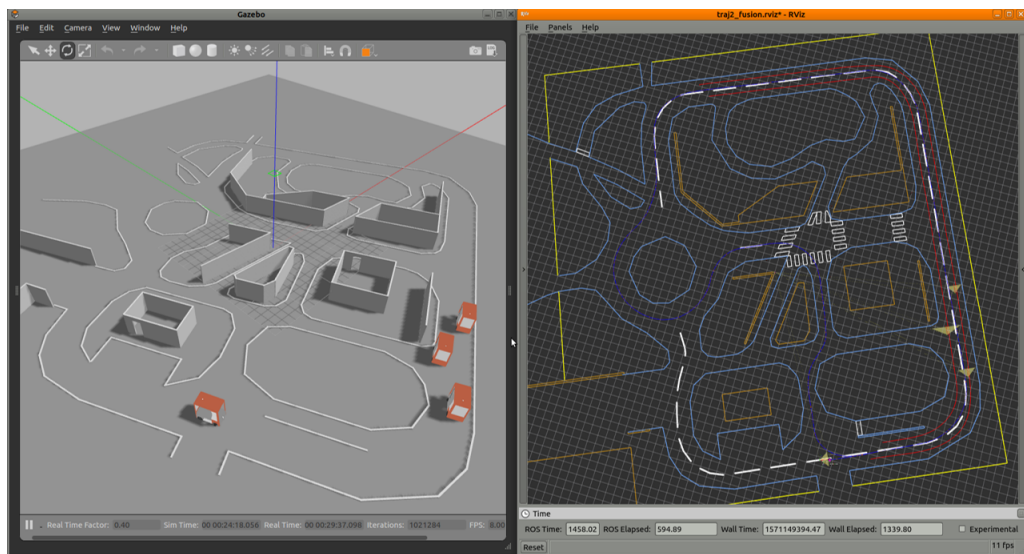 Gazebo
File Edit Camera View Window Help
Real Time Factor: 0.40 Sim Time: 00 00:24:18.056 Real Time: 00 00:29:37.098 Iterations: 1021284 FPS: 8.00
traj2_fusion.rviz* - RViz
File Panels Help
Time
ROS Time: 1458.02 ROS Elapsed: 594.89 Wall Time: 1571149394.47 Wall Elapsed: 1339.80 Experimental
Reset 11 fps